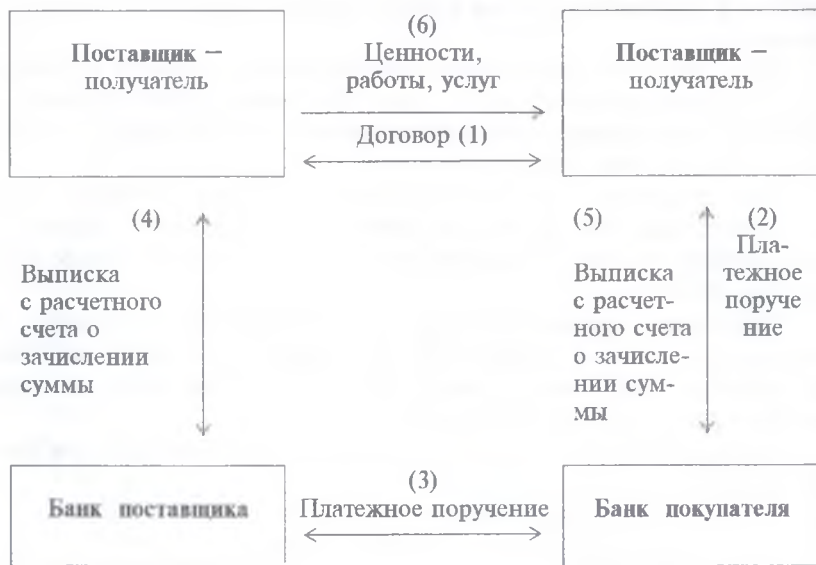 Поставщик —
получатель
(6)
Ценности,
работы, услуг
Договор (1)
Поставщик —
получатель
(4)
Выписка
с расчетного
счета о
зачислении
суммы
(5)
Выписка
с расчет-
ного счета
о зачисле-
нии сум-
мы
(2)
Пла-
тежное
поруче
ние
Банк поставщика
(3)
Платежное поручение
Банк покупателя